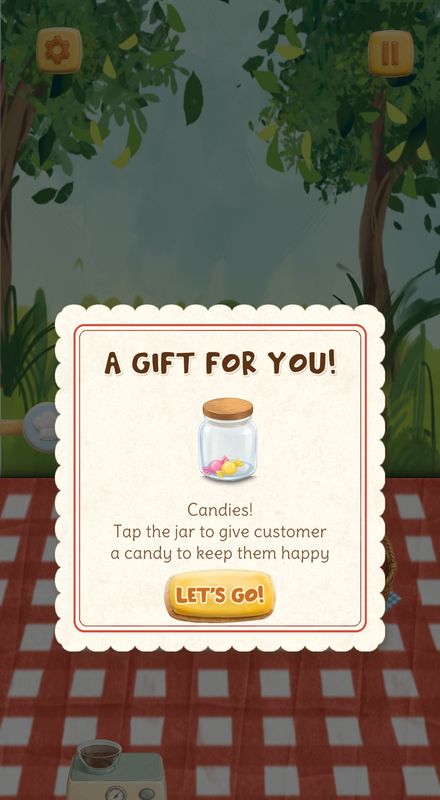 A GIFT FOR YOU!
Candies!
Tap the jar to give customer
a candy to keep them happy
LET'S GO!